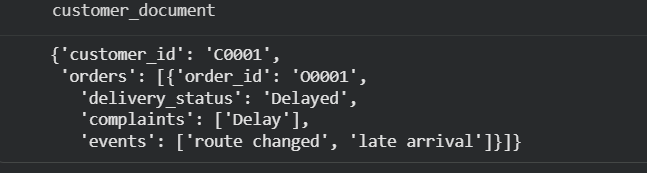 customer_document
{'customer_id': 'C0001',
'orders': [{'order_id': 'O0001',
'delivery_status': 'Delayed',
'complaints': ['Delay'],
'events': ['route changed', 'late arrival']}]}